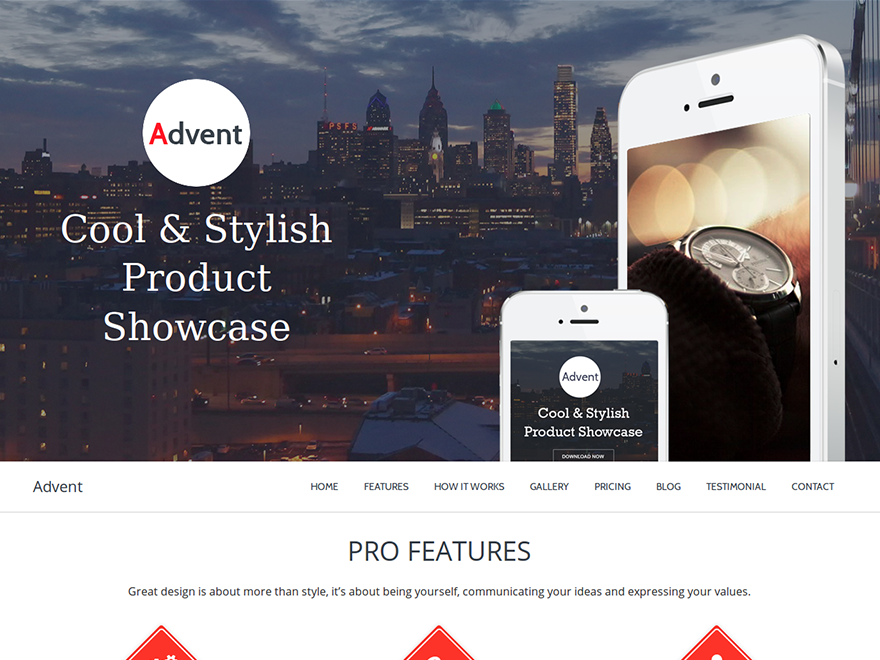 Advent
Cool & Stylish
Product
Showcase
PSFS
Advent
Cool & Stylish
Product Showcase
DOWNLOAD NOW
Advent
HOME
FEATURES
HOW IT WORKS
GALLERY
PRICING
BLOG
TESTIMONIAL
CONTACT
PRO FEATURES
Great design is about more than style, it's about being yourself, communicating your ideas and expressing your values.